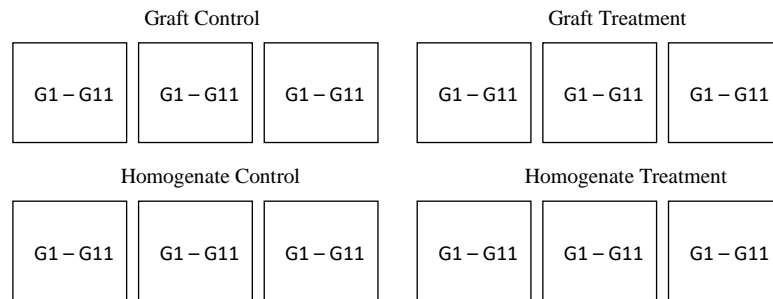 Graft Control
Graft Treatment
G1 – G11 G1 – G11 G1 – G11 G1 – G11 G1 – G11 G1 – G11
Homogenate Control
Homogenate Treatment
G1 – G11 G1 – G11 G1 – G11 G1 – G11 G1 – G11 G1 – G11